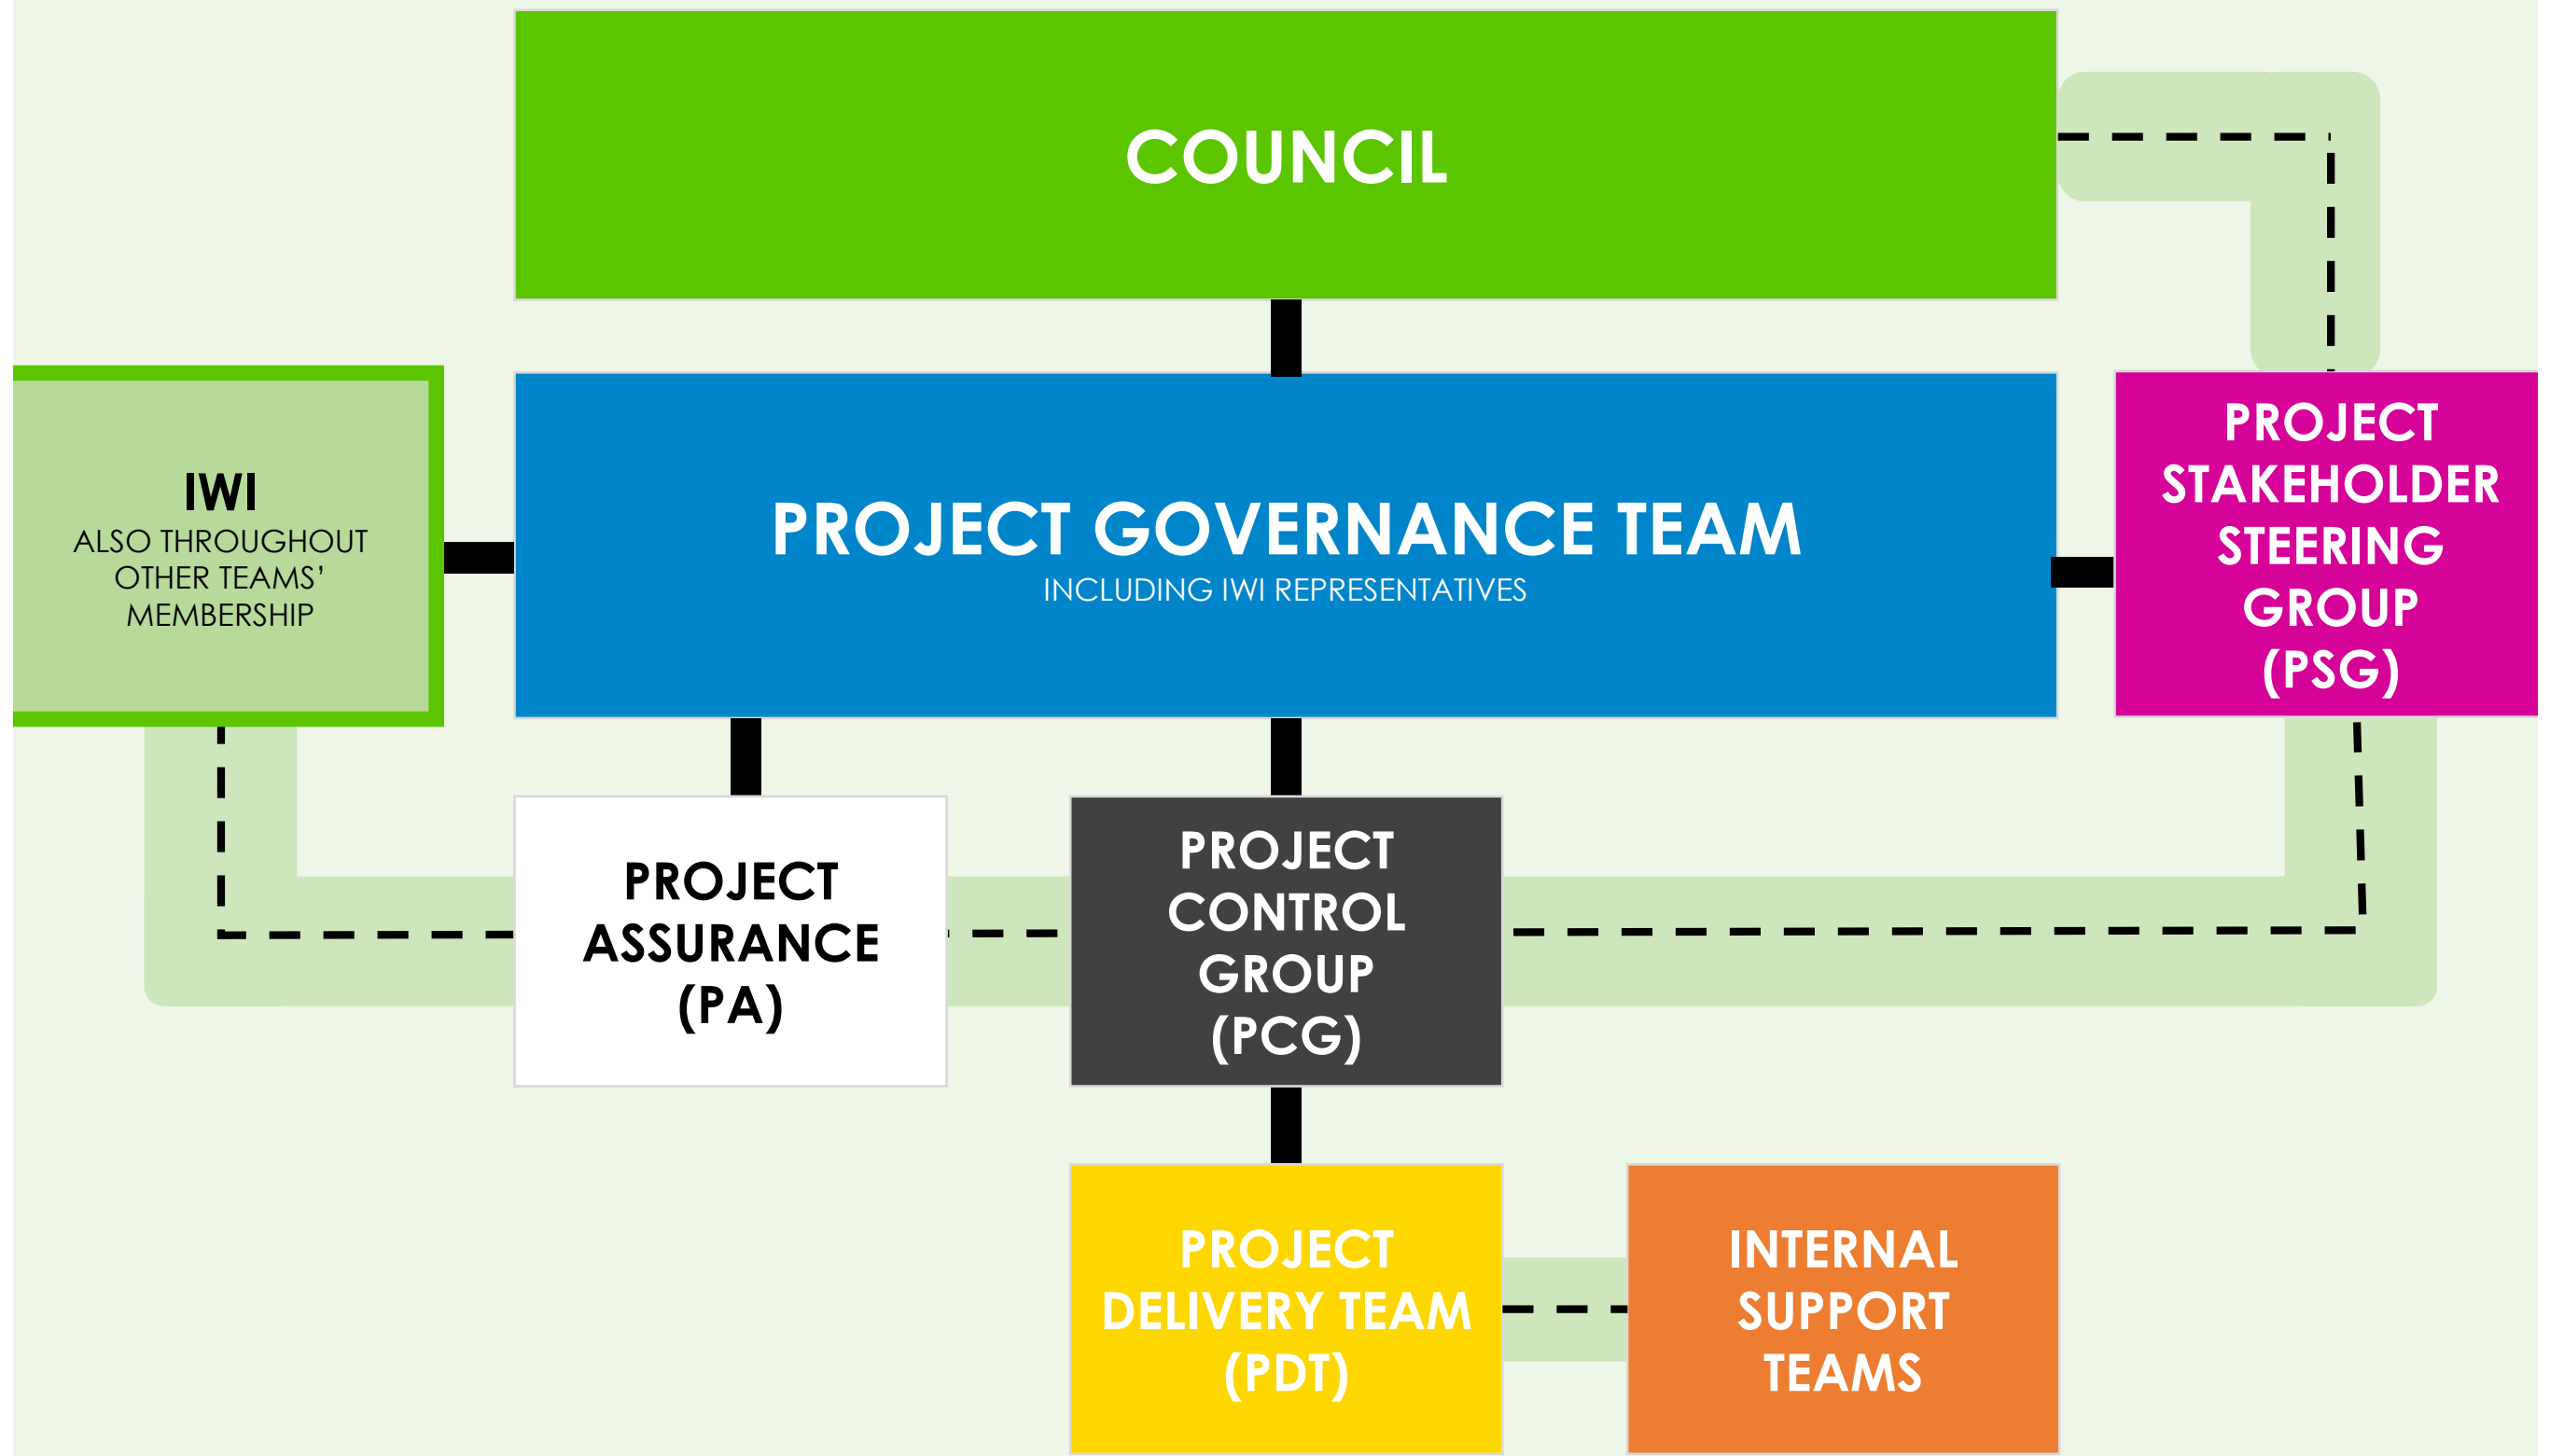 COUNCIL
IWI
ALSO THROUGHOUT
OTHER TEAMS’
MEMBERSHIP
PROJECT GOVERNANCE TEAM
INCLUDING IWI REPRESENTATIVES
PROJECT
STAKEHOLDER
STEERING
GROUP
(PSG)
PROJECT
ASSURANCE
(PA)
PROJECT
CONTROL
GROUP
(PCG)
PROJECT
DELIVERY TEAM
(PDT)
INTERNAL
SUPPORT
TEAMS